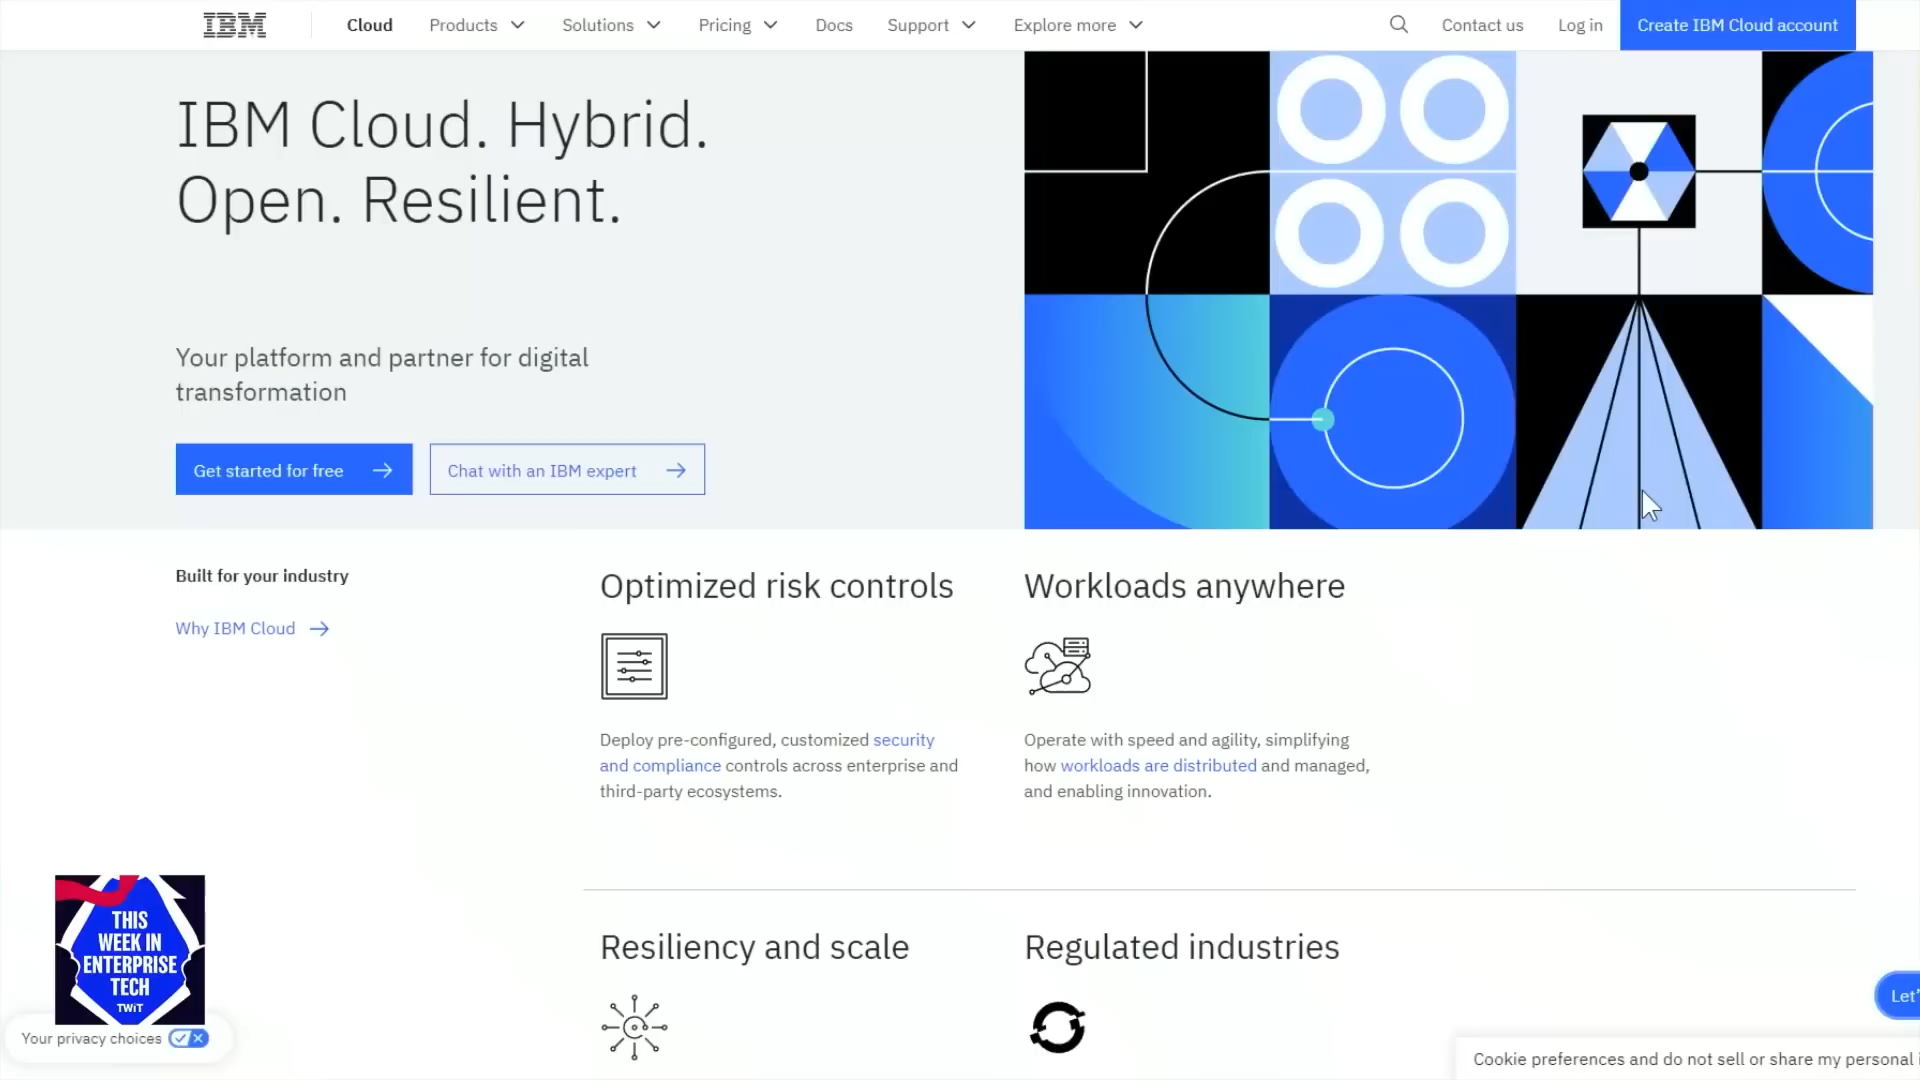 IBM
Cloud
Products
Solutions
Pricing
Docs
Support
Explore more
Contact us
Log in
Create IBM Cloud account
IBM Cloud. Hybrid.
Open. Resilient.
Your platform and partner for digital
transformation
Get started for free
Chat with an IBM expert
Built for your industry
Why IBM Cloud
Optimized risk controls
Deploy pre-configured, customized security
and compliance controls across enterprise and
third-party ecosystems.
Workloads anywhere
Operate with speed and agility, simplifying
how workloads are distributed and managed,
and enabling innovation.
Resiliency and scale
Regulated industries
THIS
WEEK IN
ENTERPRISE
TECH
TWiT
Your privacy choices
Let'
Cookie preferences and do not sell or share my personal